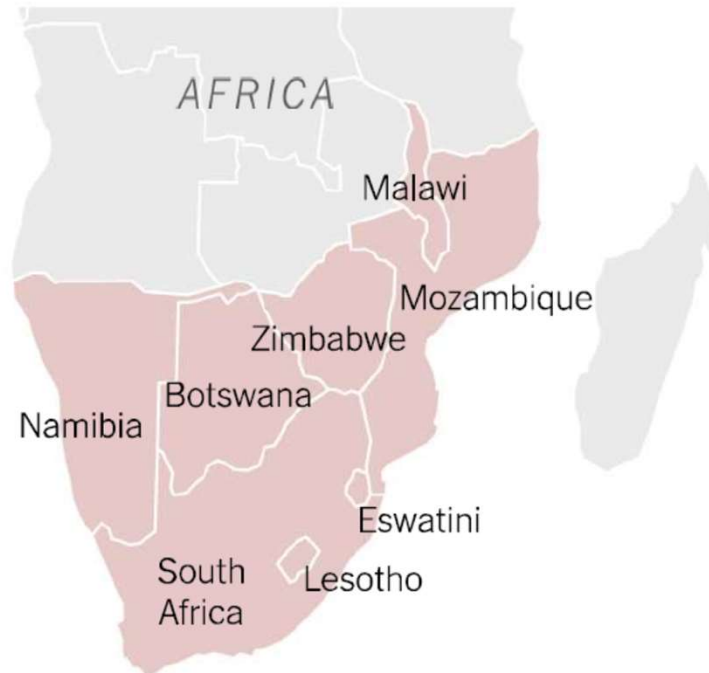 AFRICA
Malawi
Mozambique
Zimbabwe
Botswana
Namibia
Eswatini
South
Africa
Lesotho